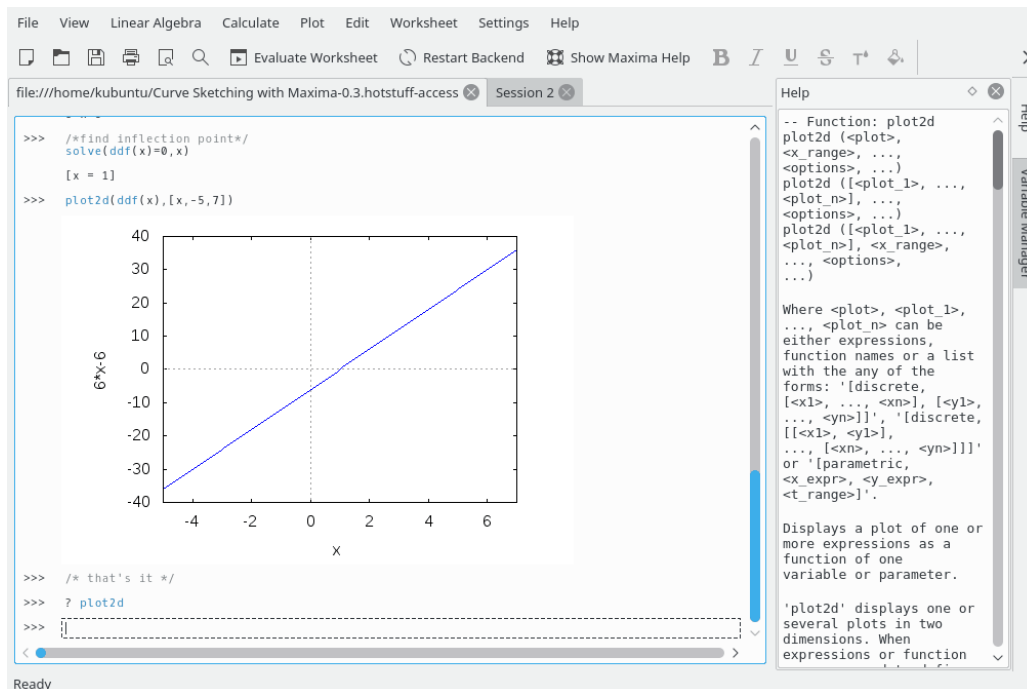 File View Linear Algebra Calculate Plot Edit Worksheet Settings Help
Evaluate Worksheet Restart Backend Show Maxima Help B I U S T
file:///home/kubuntu/Curve Sketching with Maxima-0.3.hotstuff-access Session 2
>>> /*find inflection point*/
solve(ddf(x)=0,x)
[x = 1]
>>> plot2d(ddf(x),[x,-5,7])
40
30
20
10
0
-10
-20
-30
-40
6*x-6
-4 -2 0 2 4 6
x
>>> /* that's it */
>>> ? plot2d
>>>
Help
-- Function: plot2d
plot2d (<plot>,
<x_range>, ...,
<options>, ...)
plot2d ([<plot_1>, ...,
<plot_n>], ...,
<options>, ...)
plot2d ([<plot_1>, ...,
<plot_n>], <x_range>,
..., <options>,
...)
Where <plot>, <plot_1>,
..., <plot_n> can be
either expressions,
function names or a list
with the any of the
forms: '[discrete,
[<x1>, ..., <xn>], [<y1>,
..., <yn>]]', '[discrete,
[[<x1>, <y1>],
..., [<xn>, ..., <yn>]]]'
or '[parametric,
<x_expr>, <y_expr>,
<t_range>]'.
Displays a plot of one or
more expressions as a
function of one
variable or parameter.
'plot2d' displays one or
several plots in two
dimensions. When
expressions or function
Help
Variable Manager
Ready